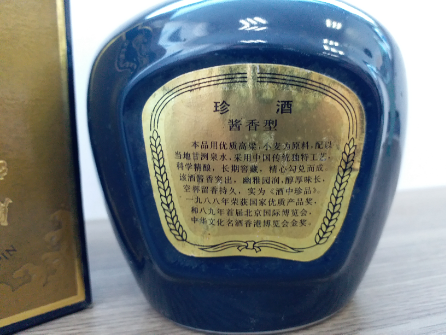 珍 酒
酱香型
本品用优质高粱，小麦为原料，配以
当地甘洌泉水，采用中国传统独特工艺，
科学精酿，长期窖藏，精心勾兑而成。
该酒酱香突出，幽雅园润，醇厚味长，
空杯留香持久，实为《酒中珍品》。
一九八八年荣获国家优质产品奖，
和八九年首届北京国际博览会，
中华文化名酒香港博览会金奖。